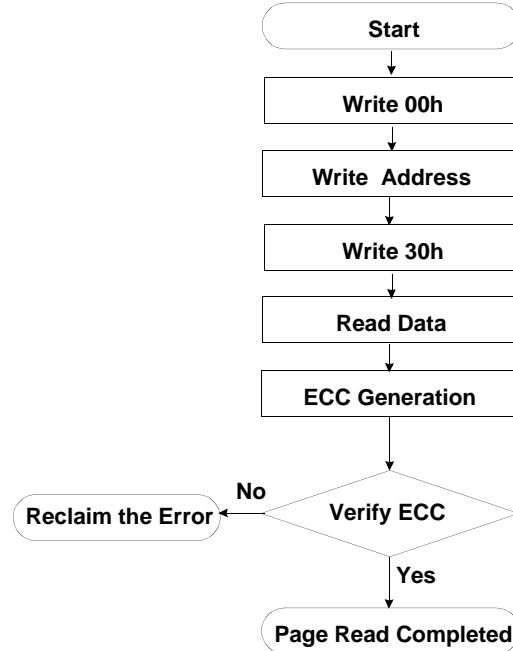 Start
Write 00h
Write Address
Write 30h
Read Data
ECC Generation
No
Reclaim the Error
Verify ECC
Yes
Page Read Completed